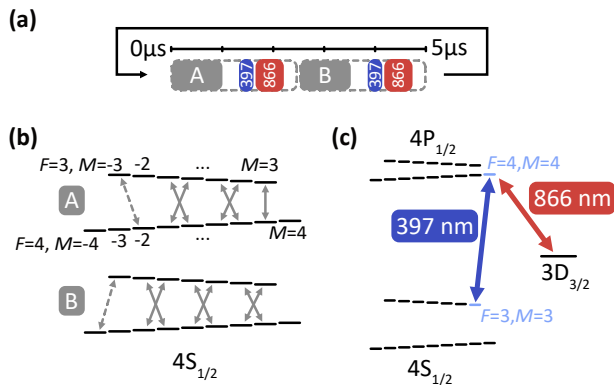 (a)
0μs
5μs
A
397
866
B
397
866
(b)
F=3, M=-3
-2
...
M=3
A
F=4, M=-4
-3
-2
...
M=4
B
4S1/2
(c)
4P1/2
F=4,M=4
397 nm
866 nm
3D3/2
F=3,M=3
4S1/2